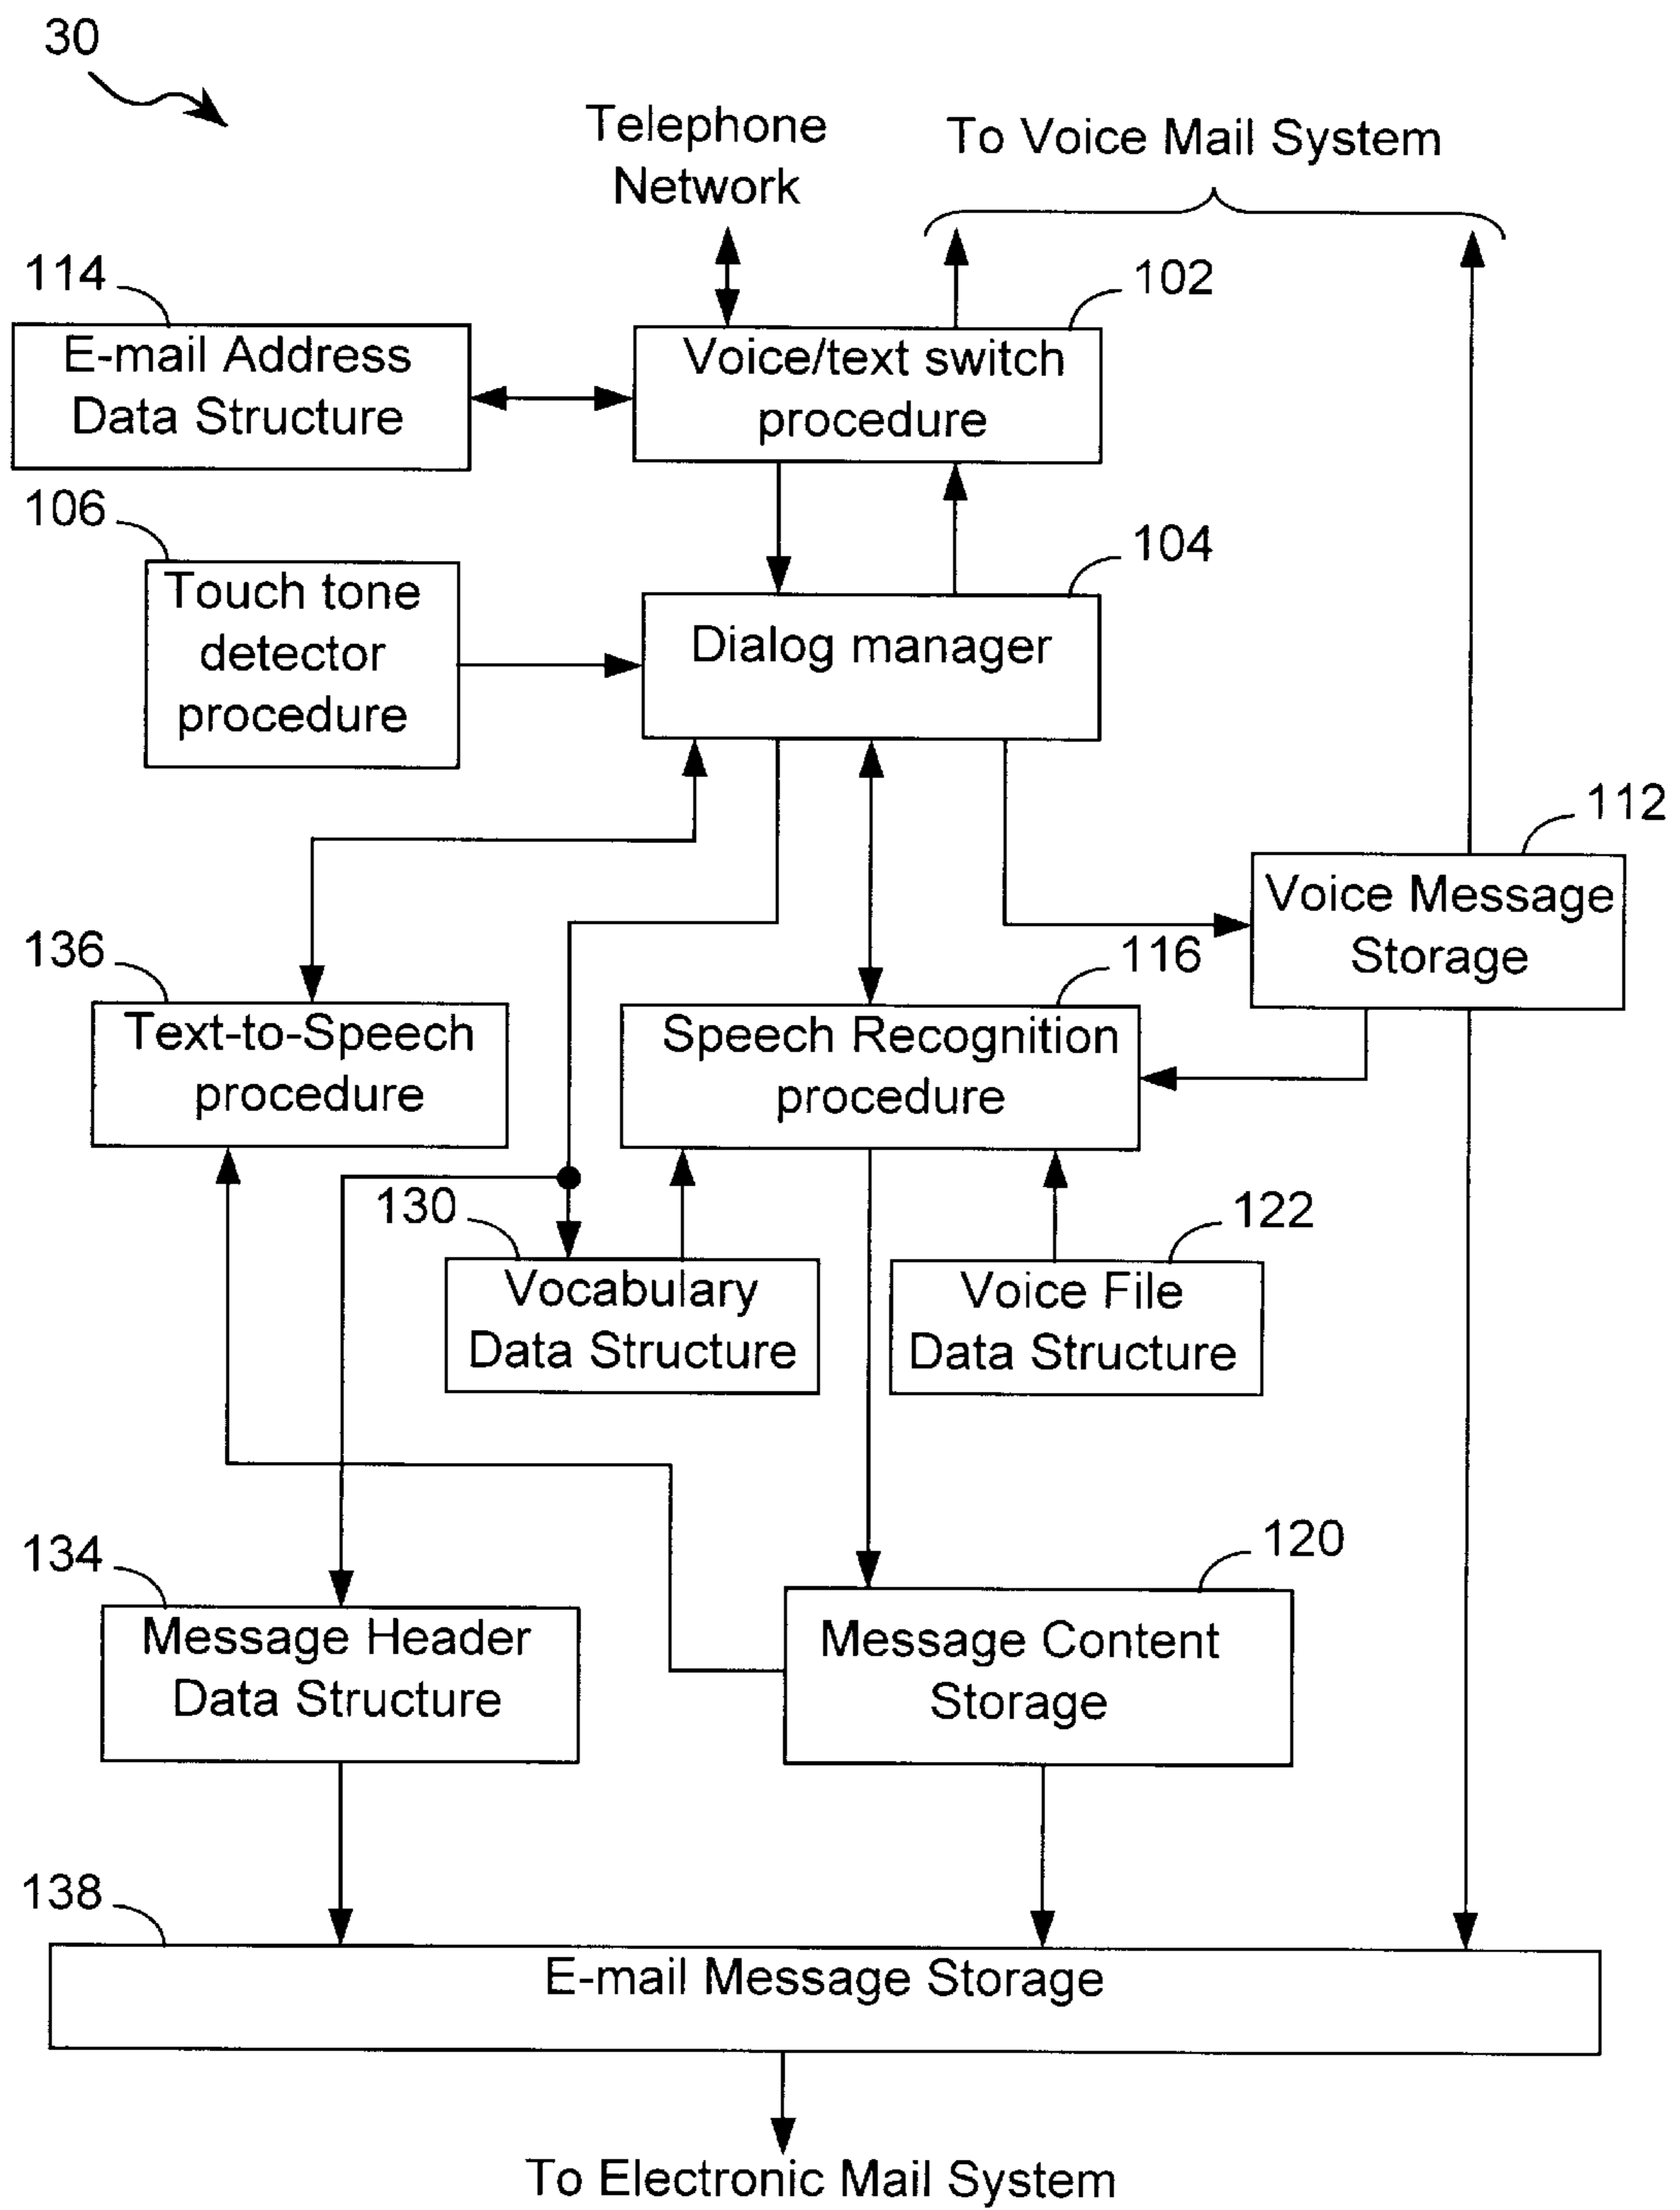 30
Telephone
Network
To Voice Mail System
114
102
E-mail Address
Data Structure
Voice/text switch
procedure
106
104
Touch tone
detector
procedure
Dialog manager
112
Voice Message
Storage
136
116
Text-to-Speech
procedure
Speech Recognition
procedure
130
122
Vocabulary
Data Structure
Voice File
Data Structure
134
120
Message Header
Data Structure
Message Content
Storage
138
E-mail Message Storage
To Electronic Mail System